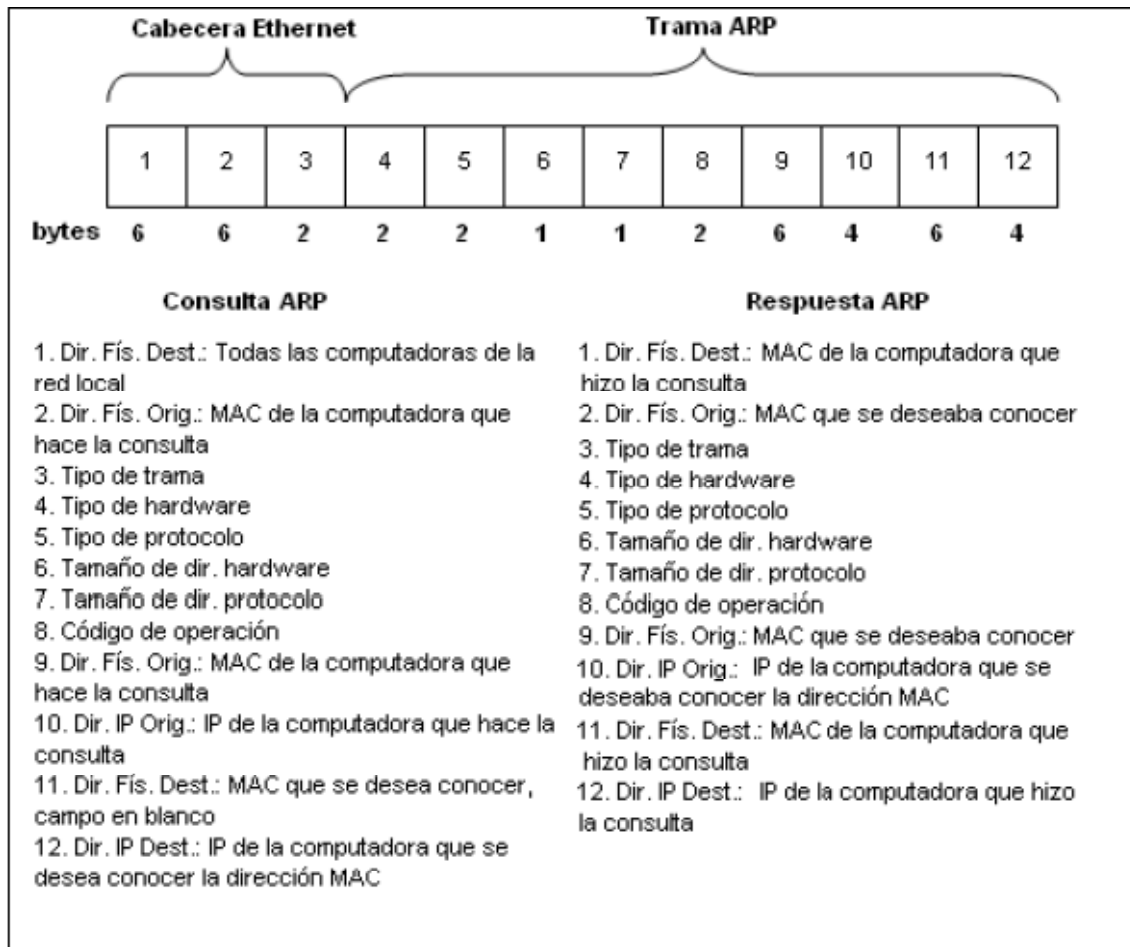 Cabecera Ethernet
Trama ARP
1 2 3 4 5 6 7 8 9 10 11 12
bytes 6 6 2 2 2 1 1 2 6 4 6 4
Consulta ARP
1. Dir. Fís. Dest.: Todas las computadoras de la
red local
2. Dir. Fís. Orig.: MAC de la computadora que
hace la consulta
3. Tipo de trama
4. Tipo de hardware
5. Tipo de protocolo
6. Tamaño de dir. hardware
7. Tamaño de dir. protocolo
8. Código de operación
9. Dir. Fís. Orig.: MAC de la computadora que
hace la consulta
10. Dir. IP Orig.: IP de la computadora que hace la
consulta
11. Dir. Fís. Dest.: MAC que se desea conocer,
campo en blanco
12. Dir. IP Dest.: IP de la computadora que se
desea conocer la dirección MAC
Respuesta ARP
1. Dir. Fís. Dest.: MAC de la computadora que
hizo la consulta
2. Dir. Fís. Orig.: MAC que se deseaba conocer
3. Tipo de trama
4. Tipo de hardware
5. Tipo de protocolo
6. Tamaño de dir. hardware
7. Tamaño de dir. protocolo
8. Código de operación
9. Dir. Fís. Orig.: MAC que se deseaba conocer
10. Dir. IP Orig.: IP de la computadora que se
deseaba conocer la dirección MAC
11. Dir. Fís. Dest.: MAC de la computadora que
hizo la consulta
12. Dir. IP Dest.: IP de la computadora que hizo
la consulta